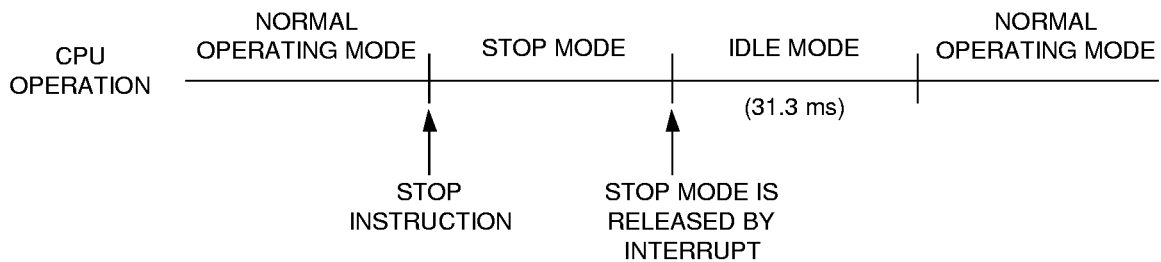 CPU
OPERATION
NORMAL
OPERATING MODE
STOP MODE
IDLE MODE
NORMAL
OPERATING MODE
(31.3 ms)
STOP
INSTRUCTION
STOP MODE IS
RELEASED BY
INTERRUPT